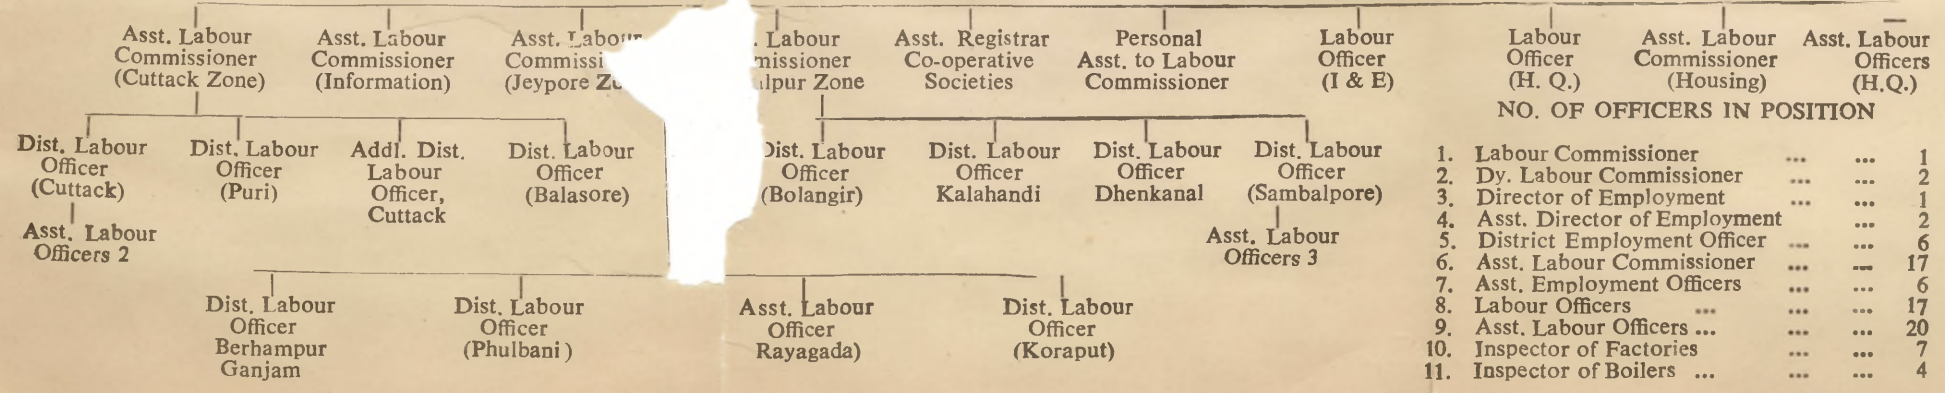 Asst. Labour
Commissioner
(Cuttack Zone)
Asst. Labour
Commissioner
(Information)
Asst. Labour
Commissi
(Jeypore Z
. Labour
missioner
lpur Zone
Asst. Registrar
Co-operative
Societies
Personal
Asst. to Labour
Commissioner
Labour
Officer
(I & E)
Labour
Officer
(H. Q.)
Asst. Labour
Commissioner
(Housing)
Asst. Labour
Officers
(H.Q.)
Dist. Labour
Officer
(Cuttack)
Asst. Labour
Officers 2
Dist. Labour
Officer
(Puri)
Addl. Dist.
Labour
Officer,
Cuttack
Dist. Labour
Officer
(Balasore)
Dist. Labour
Officer
(Bolangir)
Dist. Labour
Officer
Kalahandi
Dist. Labour
Officer
Dhenkanal
Dist. Labour
Officer
(Sambalpore)
Asst. Labour
Officers 3
Dist. Labour
Officer
Berhampur
Ganjam
Dist. Labour
Officer
(Phulbani)
Asst. Labour
Officer
Rayagada)
Dist. Labour
Officer
(Koraput)
NO. OF OFFICERS IN POSITION
1. Labour Commissioner ... ... 1
2. Dy. Labour Commissioner ... ... 2
3. Director of Employment ... ... 1
4. Asst. Director of Employment ... 2
5. District Employment Officer ... ... 6
6. Asst. Labour Commissioner ... ... 17
7. Asst. Employment Officers ... ... 6
8. Labour Officers ... ... ... 17
9. Asst. Labour Officers ... ... ... 20
10. Inspector of Factories ... ... 7
11. Inspector of Boilers ... ... ... 4